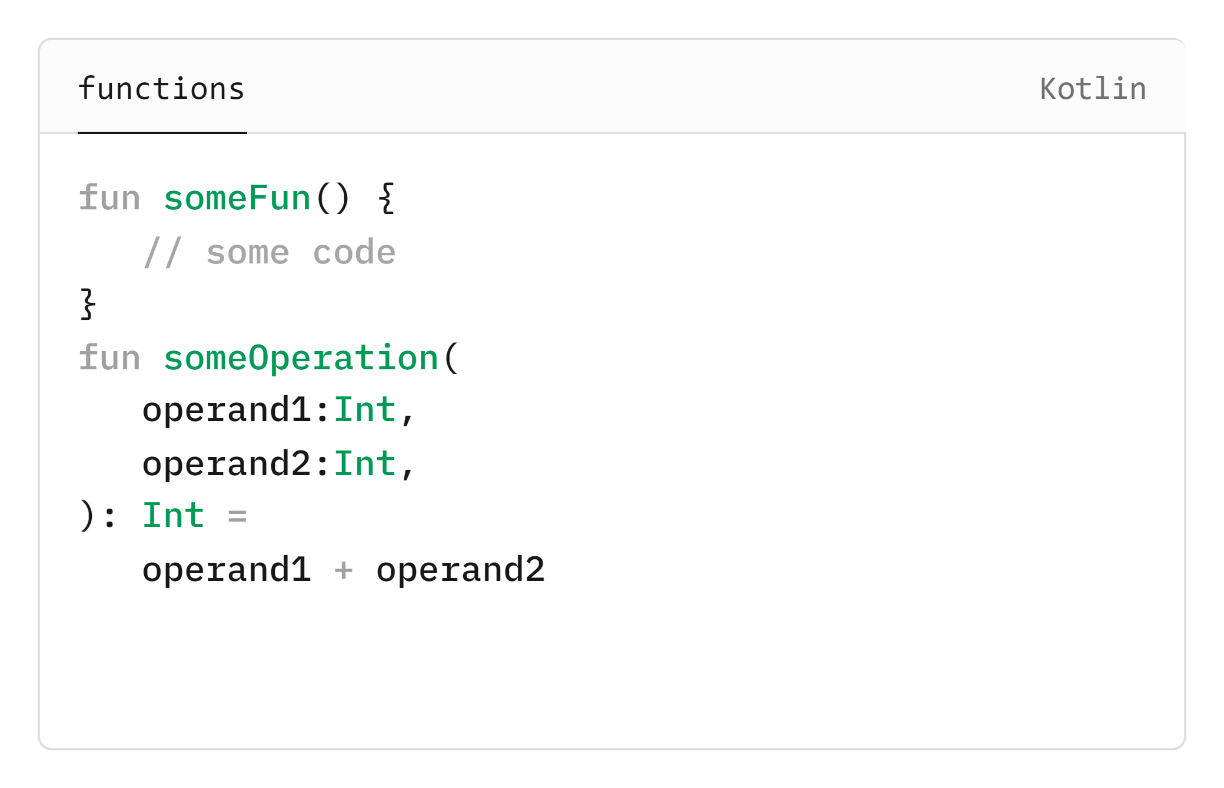 functions
Kotlin
fun someFun() {
   // some code
}
fun someOperation(
   operand1:Int,
   operand2:Int,
): Int =
   operand1 + operand2